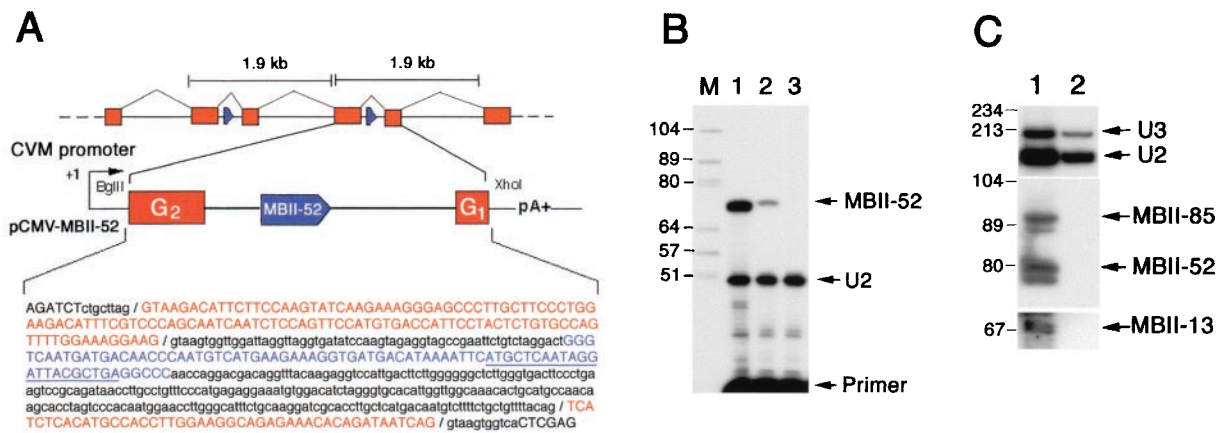 A
1.9 kb 1.9 kb
CVM promoter
+1
BglII
XhoI
G2 MBII-52 G1
pA+
pCMV-MBII-52
AGATCTctgcttag / GTAAGACATTCTTCCAAGTATCAAGAAAGGGAGCCCTTGCTTCCCTGG
AAGACATTTCGTCCCAGCAATCAATCTCCAGTTCCATGTGACCATTCCTACTCTGTGCCAG
TTTTGGAAAGGAAG / gtaagtggttggattaggttaggtgatatccaagtagaggtagccgaattctgtctaggactGGG
TCAATGATGACAACCCAATGTCATGAAGAAAGGTGATGACATAAAATTCATGCTCAATAGG
ATTACGCTGAGGCCCaaccaggacgacaggtttacaagaggtccattgacttcttggggggctcttgggtgacttccctga
agtccgcagataaccttgcctgtttcccatgagaggaaatgtggacatctagggtgcacattggttggcaaacactgcatgccaaca
agcacctagtcccacaatggaaccttgggcatttctgcaaggatcgcaccttgctcatgacaatgtcttttctgctgttttacag / TCA
TCTCACATGCCACCTTGGAAGGCAGAGAAACACAGATAATCAG / gtaagtggtcaCTCGAG
B
M 1 2 3
104
89
80
64
57
51
MBII-52
U2
Primer
C
1 2
234
213
104
89
80
67
U3
U2
MBII-85
MBII-52
MBII-13